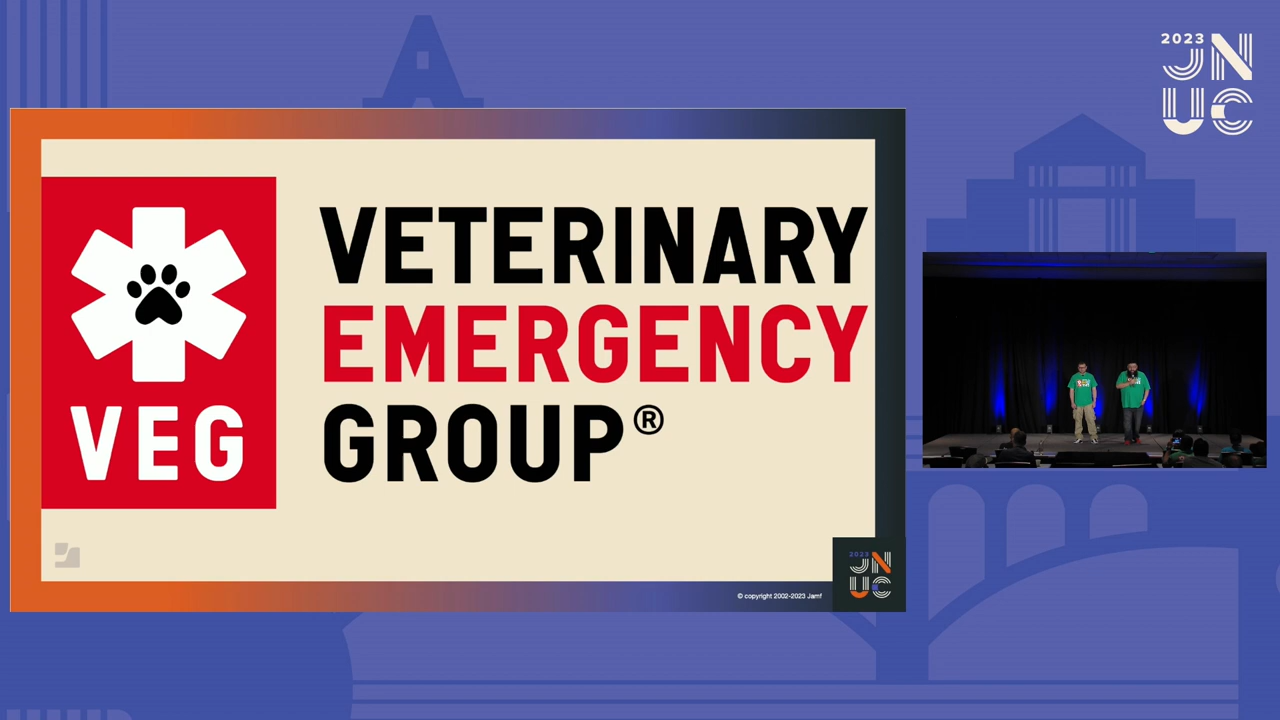 2023
JN
UC
VETERINARY
EMERGENCY
GROUP®
VEG
© copyright 2002-2023 Jamf
2023
JN
UC